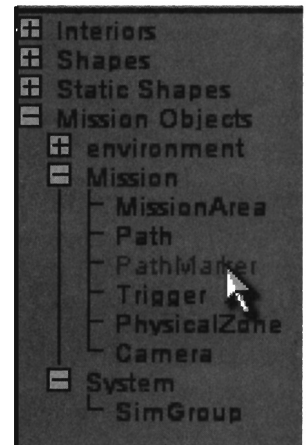 Interiors
Shapes
Static Shapes
Mission Objects
environment
Mission
MissionArea
Path
PathMarker
Trigger
PhysicalZone
Camera
System
SimGroup